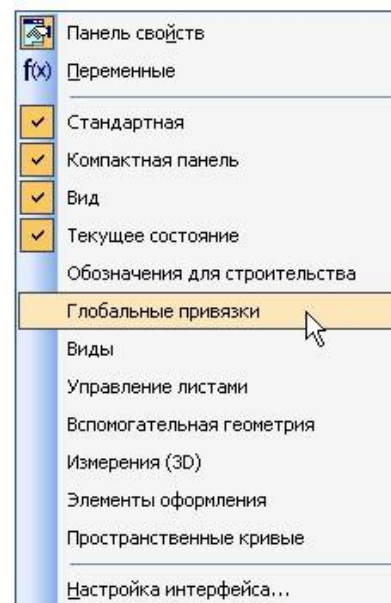 Панель свойств
f(x) Переменные
Стандартная
Компактная панель
Вид
Текущее состояние
Обозначения для строительства
Глобальные привязки
Виды
Управление листами
Вспомогательная геометрия
Измерения (3D)
Элементы оформления
Пространственные кривые
Настройка интерфейса...